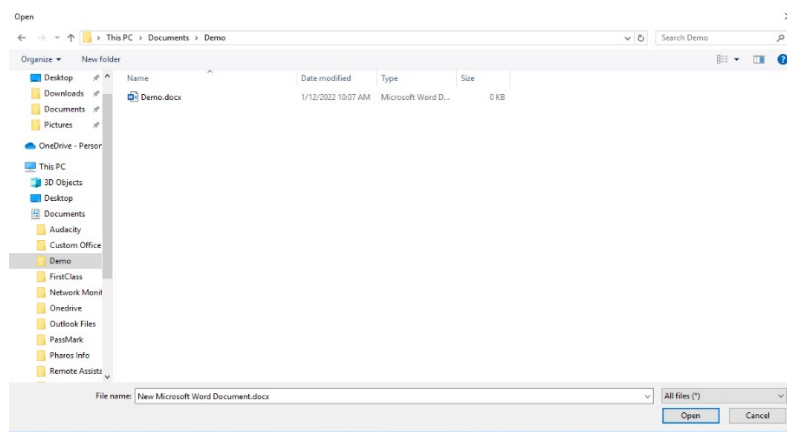 Open
This PC > Documents > Demo
Search Demo
Organize
New folder
Name
Date modified
Type
Size
Demo.docx
1/12/2022 10:07 AM
Microsoft Word D...
0 KB
Desktop
Downloads
Documents
Pictures
OneDrive - Person
This PC
3D Objects
Desktop
Documents
Audacity
Custom Office
Demo
FirstClass
Network Monit
Onedrive
Outlook Files
PassMark
Pharos Info
Remote Assista
File name:
New Microsoft Word Document.docx
All files (*)
Open
Cancel